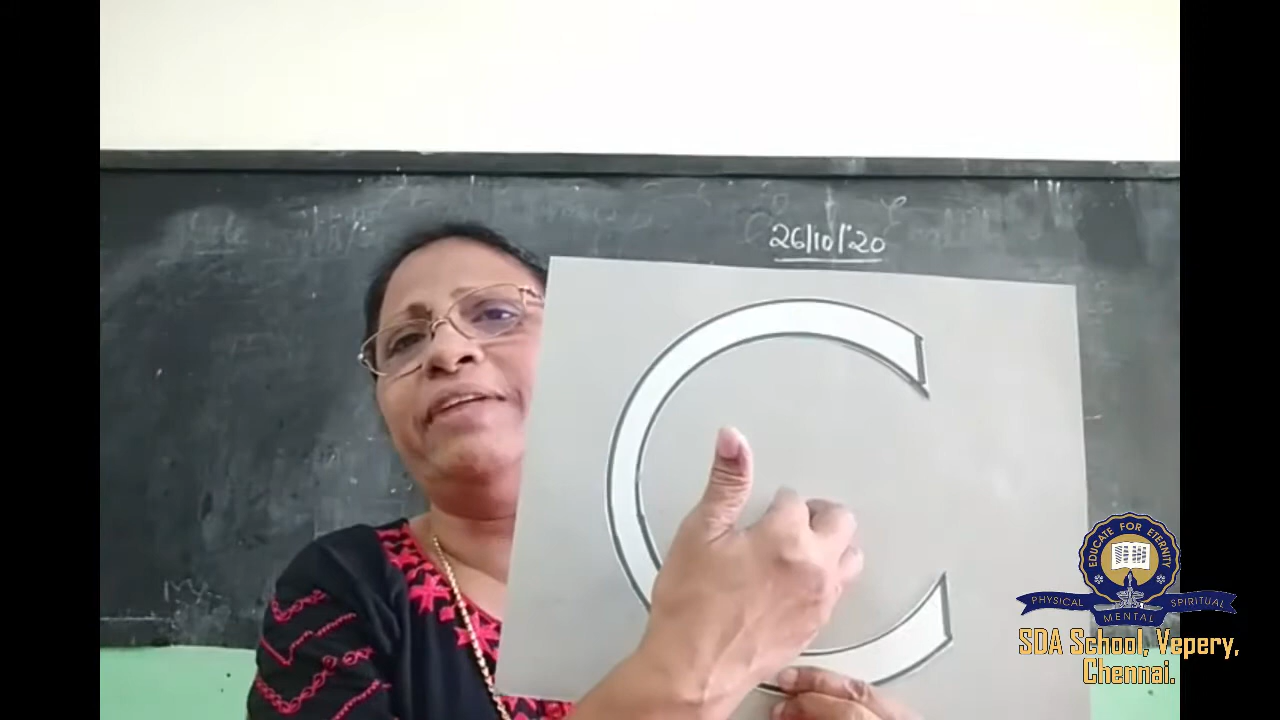 26/10/'20
C
EDUCATE FOR ETERNITY
PHYSICAL
MENTAL
SPIRITUAL
SDA School, Vepery,
Chennai.